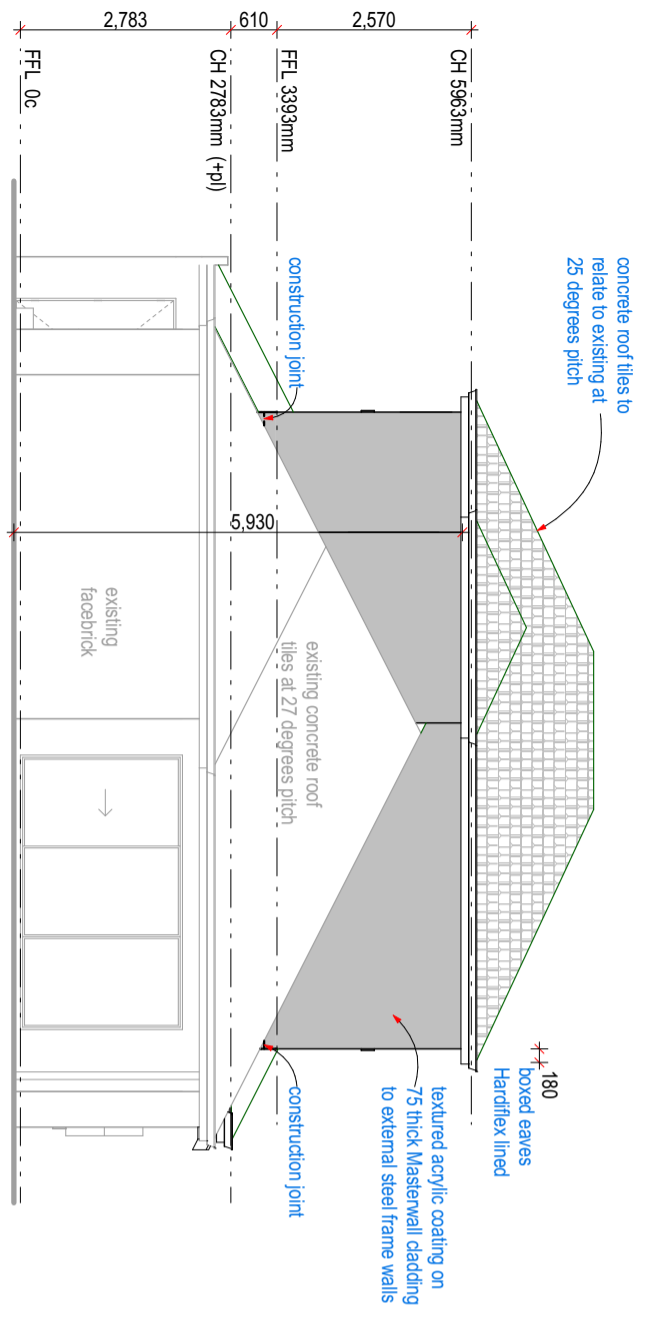 concrete roof tiles to
relate to existing at
25 degrees pitch
180
boxed eaves
Hardiflex lined
CH 5963mm
2,570
construction joint
textured acrylic coating on
75 thick Masterwall cladding
to external steel frame walls
FFL 3393mm
610
construction joint
CH 2783mm (+pl)
5,930
existing concrete roof
tiles at 27 degrees pitch
2,783
existing
facebrick
FFL 0c